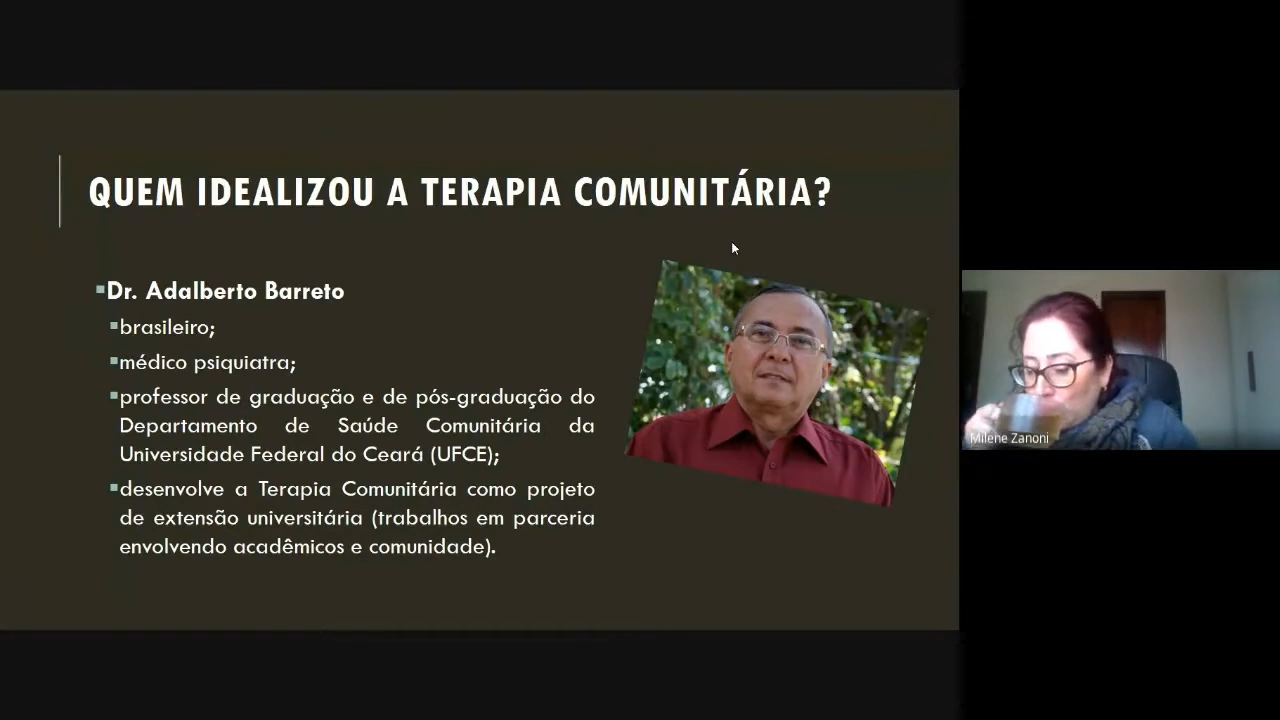 QUEM IDEALIZOU A TERAPIA COMUNITÁRIA?
Dr. Adalberto Barreto
brasileiro;
médico psiquiatra;
professor de graduação e de pós-graduação do
Departamento de Saúde Comunitária da
Universidade Federal do Ceará (UFCE);
desenvolve a Terapia Comunitária como projeto
de extensão universitária (trabalhos em parceria
envolvendo acadêmicos e comunidade).
Milene Zanoni